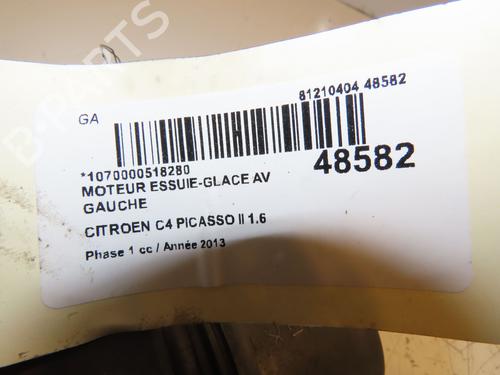 81210404 48582
GA
*1070000518280
48582
MOTEUR ESSUIE-GLACE AV
GAUCHE
CITROEN C4 PICASSO II 1.6
Phase 1 cc / Année 2013
B-PARTS